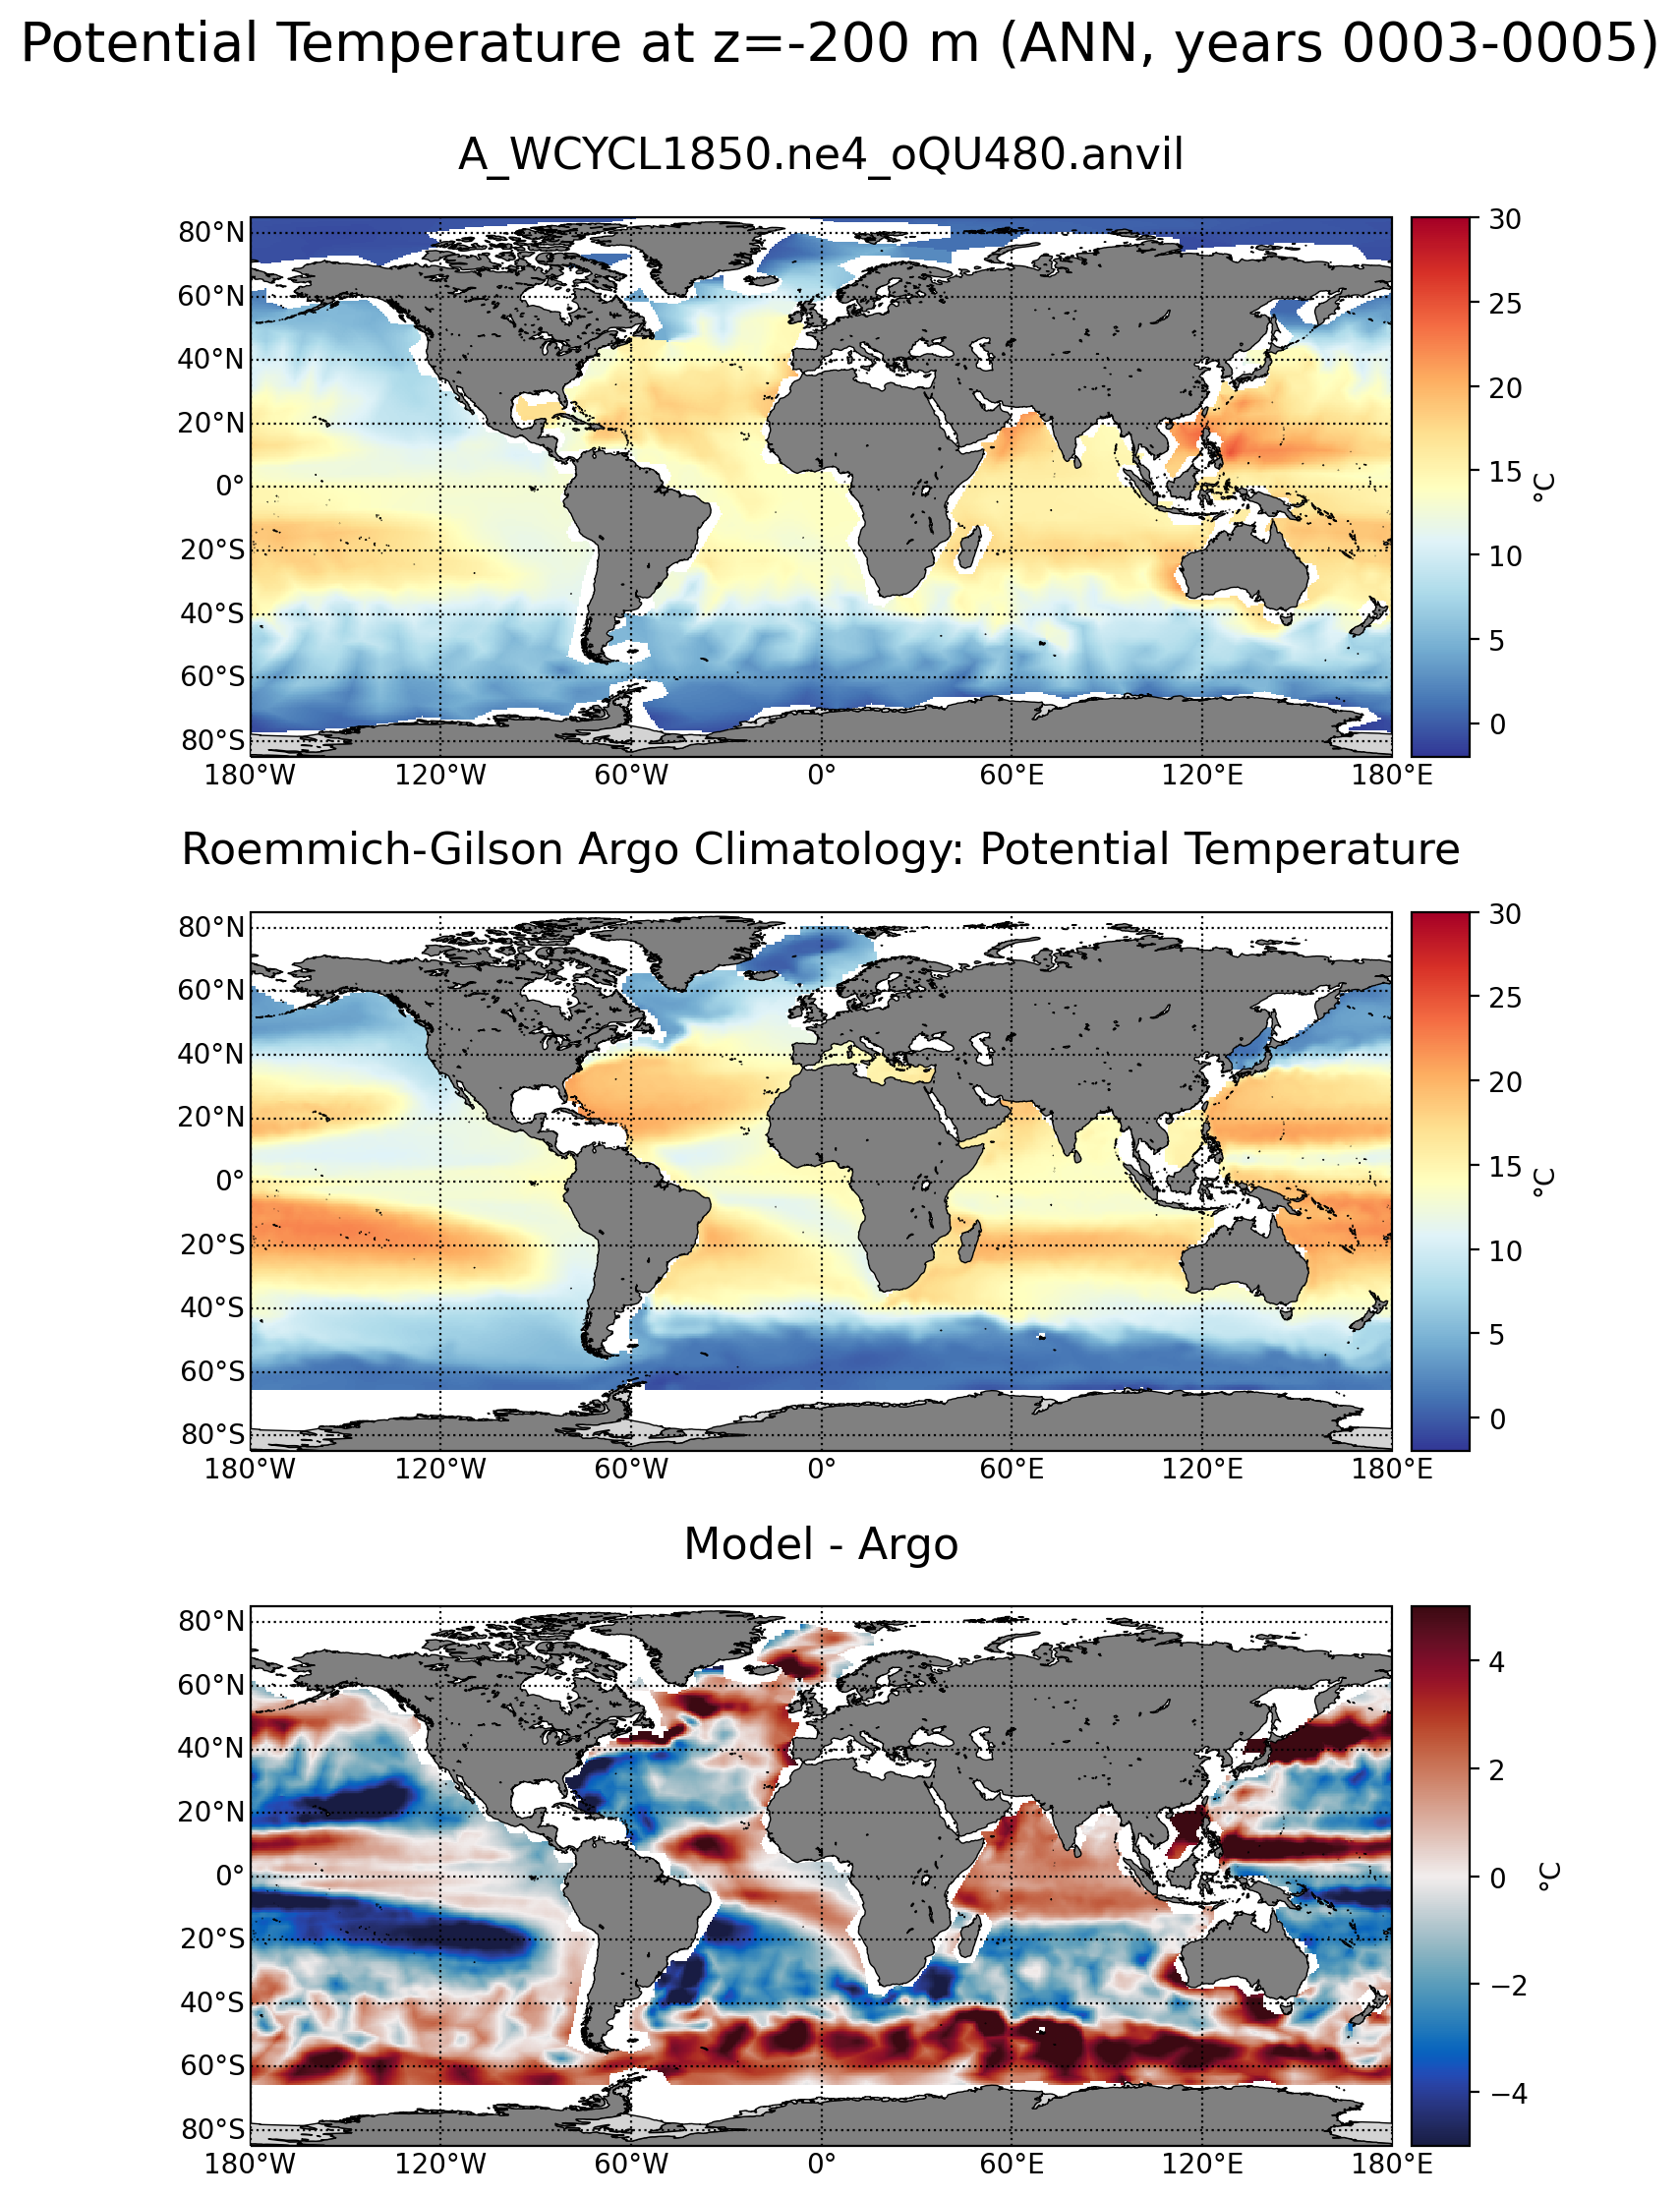 Potential Temperature at z=-200 m (ANN, years 0003-0005)
A_WCYCL1850.ne4_oQU480.anvil
80°N
60°N
40°N
20°N
0°
20°S
40°S
60°S
80°S
180°W 120°W 60°W 0° 60°E 120°E 180°E
30
25
20
15
10
5
0
°C
Roemmich-Gilson Argo Climatology: Potential Temperature
80°N
60°N
40°N
20°N
0°
20°S
40°S
60°S
80°S
180°W 120°W 60°W 0° 60°E 120°E 180°E
30
25
20
15
10
5
0
°C
Model - Argo
80°N
60°N
40°N
20°N
0°
20°S
40°S
60°S
80°S
180°W 120°W 60°W 0° 60°E 120°E 180°E
4
2
0
−2
−4
°C